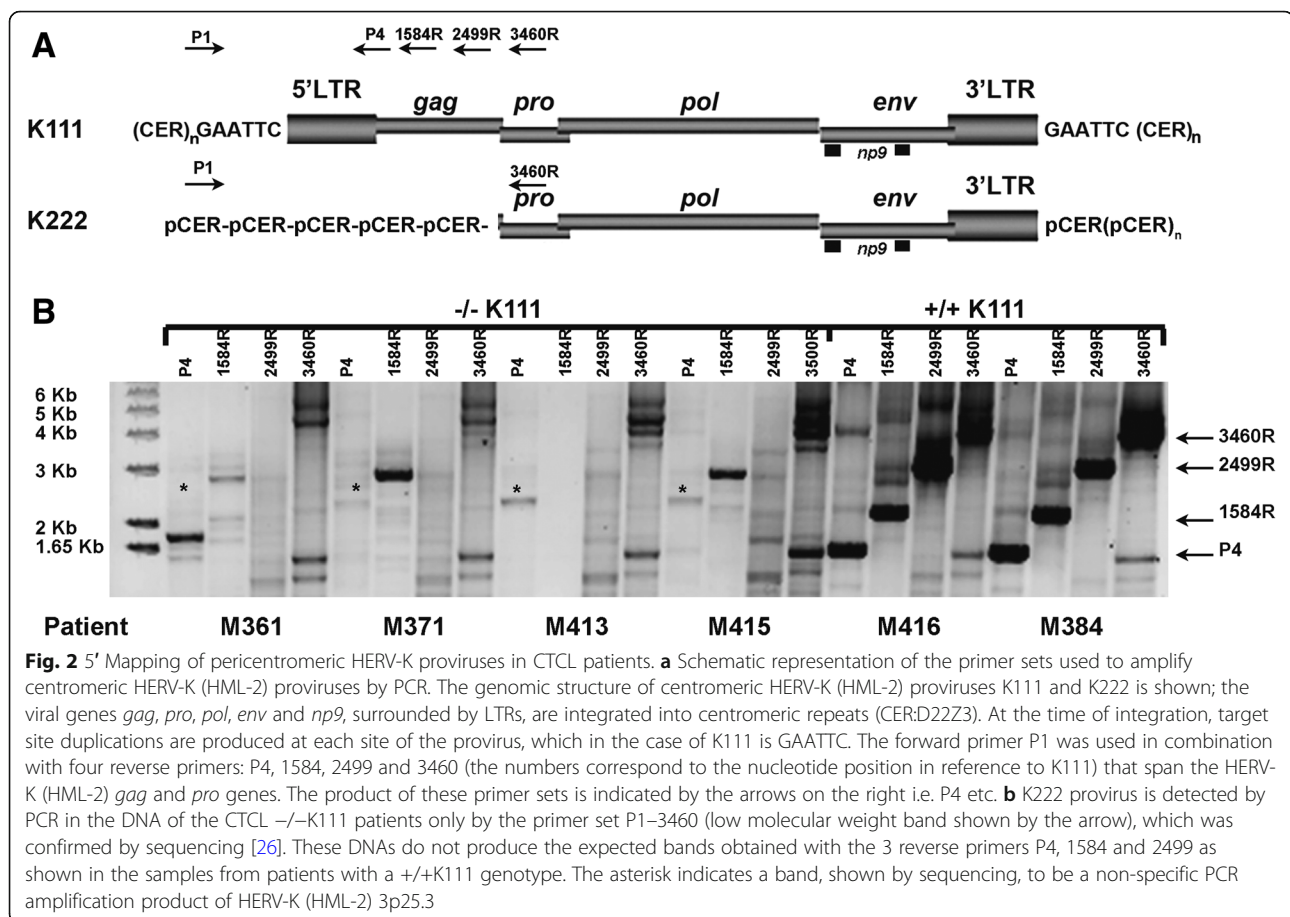 A
P1
P4 1584R 2499R 3460R
5'LTR gag pro pol env 3'LTR
K111 (CER)nGAATTC GAATTC (CER)n
np9
P1 3460R
pro pol env 3'LTR
K222 pCER-pCER-pCER-pCER-pCER- pCER(pCER)n
np9
B
-/- K111 +/+ K111
P4 1584R 2499R 3460R P4 1584R 2499R 3460R P4 1584R 2499R 3460R P4 1584R 2499R 3500R P4 1584R 2499R 3460R P4 1584R 2499R 3460R
6 Kb
5 Kb
4 Kb
3460R
3 Kb
2499R
* * * *
2 Kb
1584R
1.65 Kb
P4
Patient M361 M371 M413 M415 M416 M384
Fig. 2 5′ Mapping of pericentromeric HERV-K proviruses in CTCL patients. a Schematic representation of the primer sets used to amplify
centromeric HERV-K (HML-2) proviruses by PCR. The genomic structure of centromeric HERV-K (HML-2) proviruses K111 and K222 is shown; the
viral genes gag, pro, pol, env and np9, surrounded by LTRs, are integrated into centromeric repeats (CER:D22Z3). At the time of integration, target
site duplications are produced at each site of the provirus, which in the case of K111 is GAATTC. The forward primer P1 was used in combination
with four reverse primers: P4, 1584, 2499 and 3460 (the numbers correspond to the nucleotide position in reference to K111) that span the HERV-
K (HML-2) gag and pro genes. The product of these primer sets is indicated by the arrows on the right i.e. P4 etc. b K222 provirus is detected by
PCR in the DNA of the CTCL −/−K111 patients only by the primer set P1–3460 (low molecular weight band shown by the arrow), which was
confirmed by sequencing [26]. These DNAs do not produce the expected bands obtained with the 3 reverse primers P4, 1584 and 2499 as
shown in the samples from patients with a +/+K111 genotype. The asterisk indicates a band, shown by sequencing, to be a non-specific PCR
amplification product of HERV-K (HML-2) 3p25.3